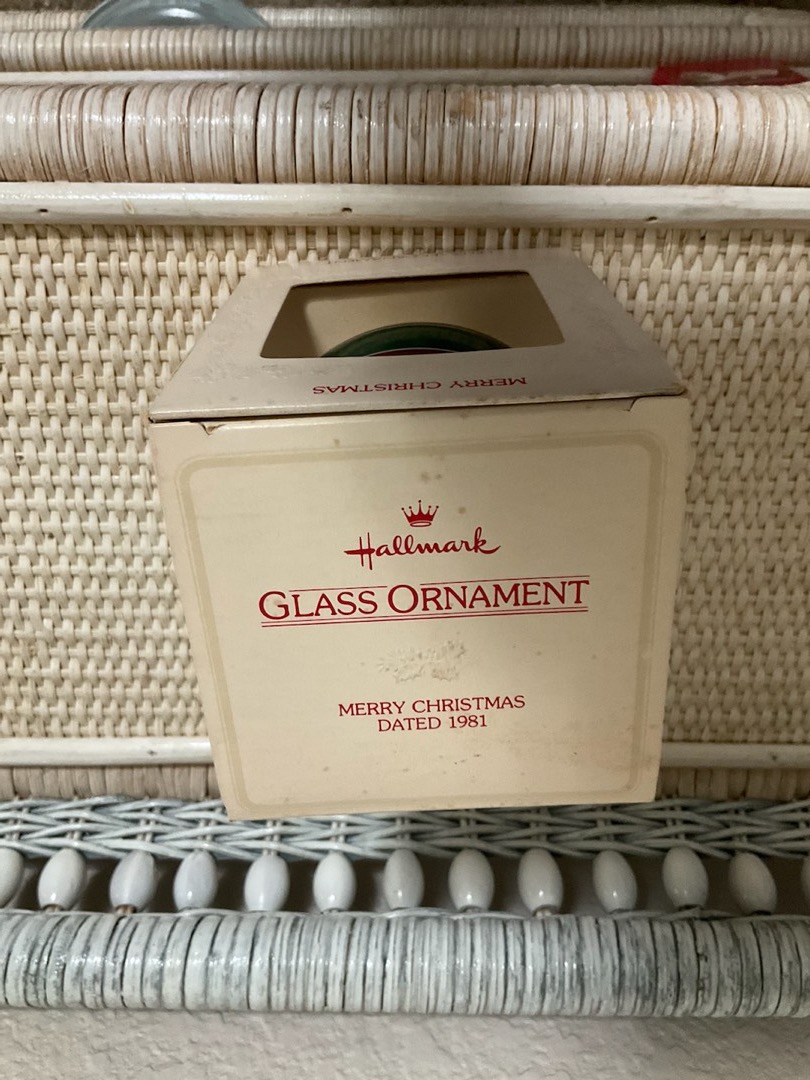 MERRY CHRISTMAS
Hallmark
GLASS ORNAMENT
MERRY CHRISTMAS
DATED 1981